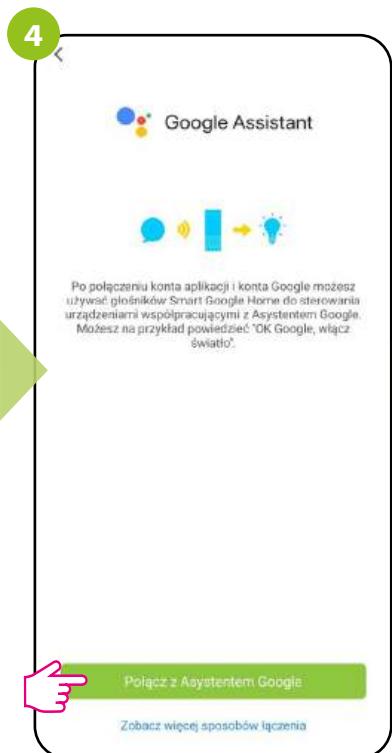 4
Google Assistant
Po połączeniu konta aplikacji i konta Google możesz
używać głośników Smart Google Home do sterowania
urządzeniami współpracującymi z Asystentem Google.
Możesz na przykład powiedzieć "OK Google, włącz
światło".
Połącz z Asystentem Google
Zobacz więcej sposobów łączenia